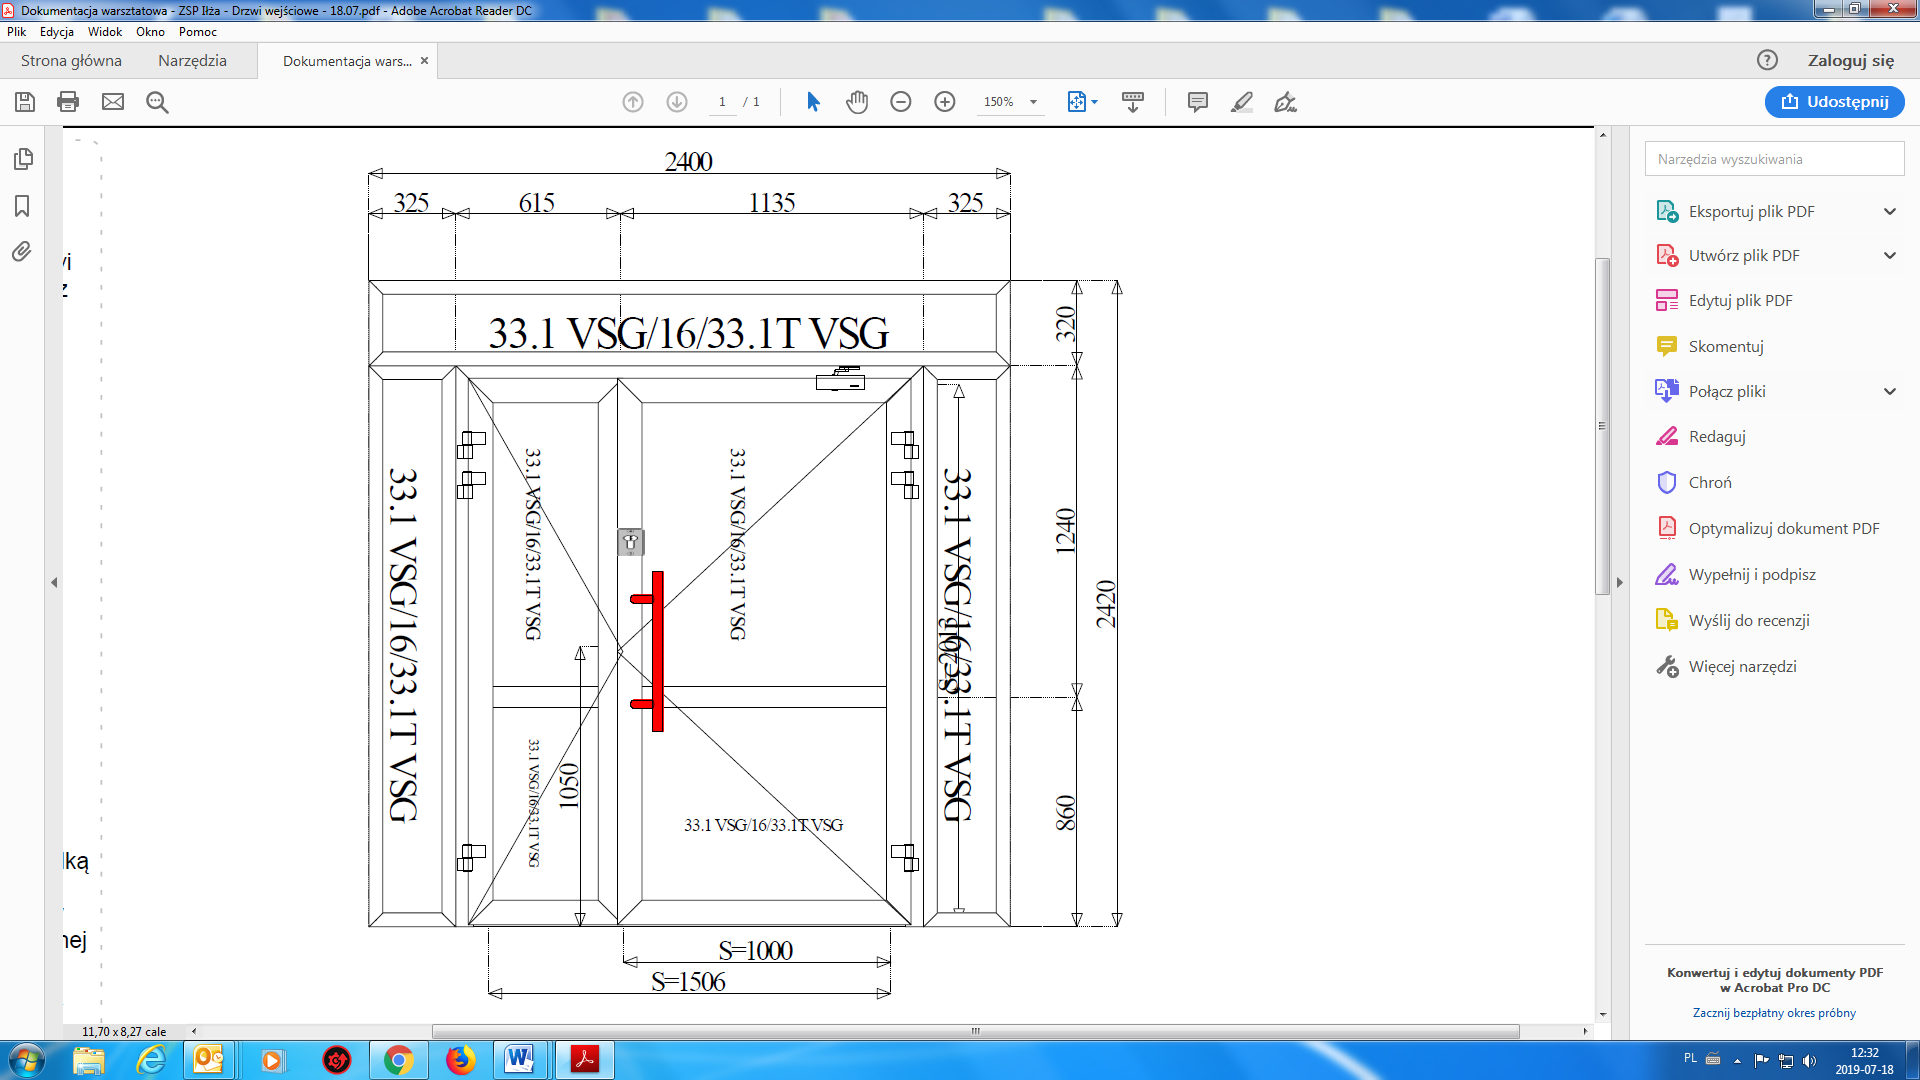 Dokumentacja warsztatowa - ZSP Iłża - Drzwi wejściowe - 18.07.pdf - Adobe Acrobat Reader DC
Plik Edycja Widok Okno Pomoc
Strona główna Narzędzia Dokumentacja wars... × Zaloguj się
1 / 1 150% Udostępnij
Narzędzia wyszukiwania
Eksportuj plik PDF
Utwórz plik PDF
Edytuj plik PDF
Skomentuj
Połącz pliki
Redaguj
Chroń
Optymalizuj dokument PDF
Wypełnij i podpisz
Wyślij do recenzji
Więcej narzędzi
Konwertuj i edytuj dokumenty PDF
w Acrobat Pro DC
Zacznij bezpłatny okres próbny
2400
325 615 1135 325
33.1 VSG/16/33.1T VSG
320
33.1 VSG/16/33.1T VSG
33.1 VSG/16/33.1T VSG
33.1 VSG/16/33.1T VSG
33.1 VSG/16/33.1T VSG
1240
2420
33.1 VSG/16/33.1T VSG
1050
33.1 VSG/16/33.1T VSG
860
S=1000
S=1506
lką
nej
11,70 x 8,27 cale
PL
12:32
2019-07-18